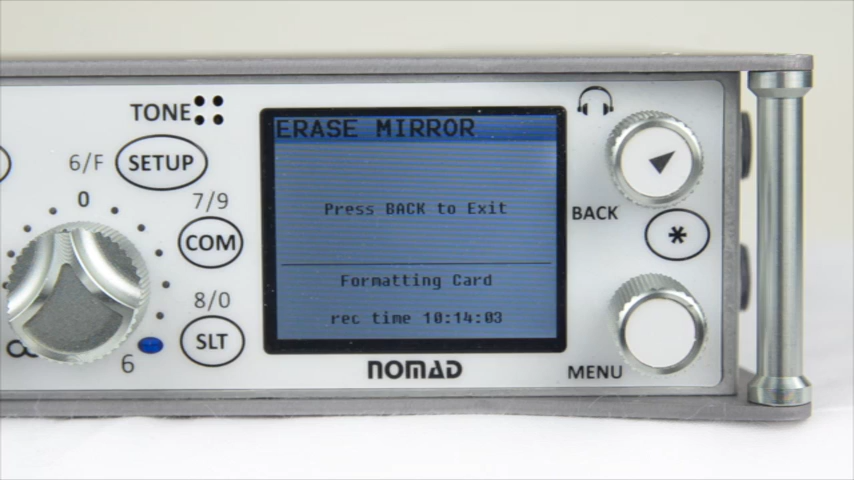 TONE
ERASE MIRROR
6/F
SETUP
0
7/9
Press BACK to Exit
BACK
*
COM
Formatting Card
8/0
rec time 10:14:03
SLT
∞
6
NOMAD
MENU